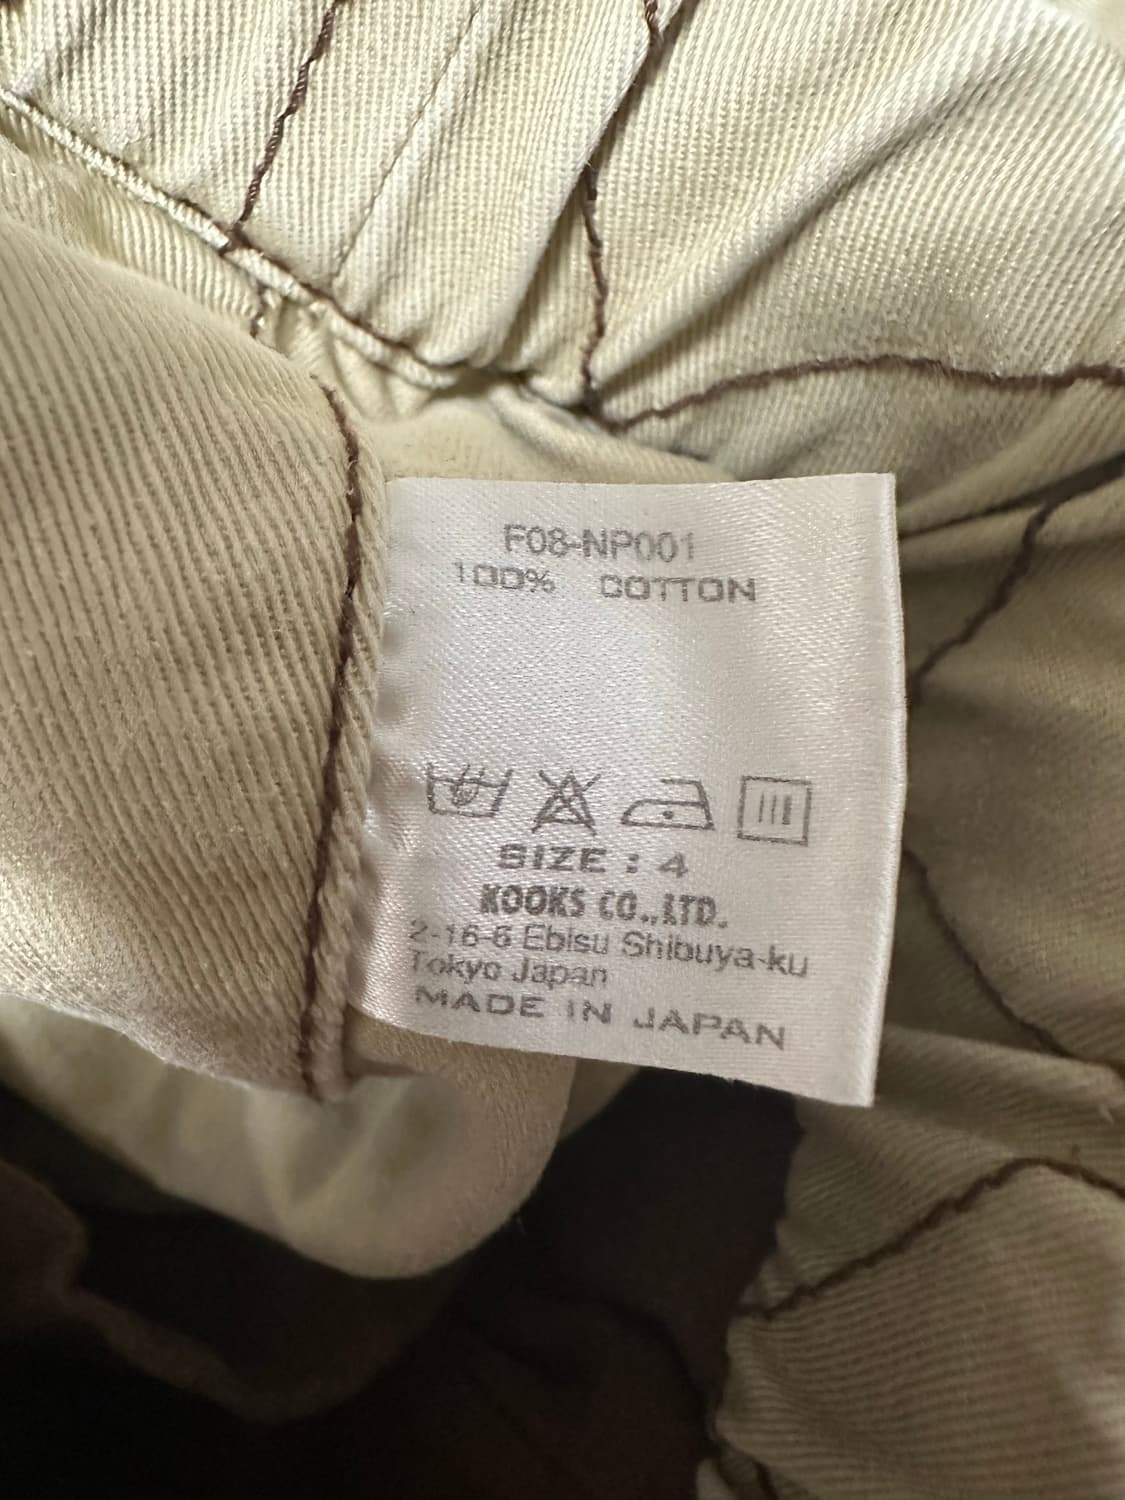 F08-NP001
100% COTTON
SIZE : 4
KOOKS CO.,LTD.
2-16-6 Ebisu Shibuya-ku
Tokyo Japan
MADE IN JAPAN